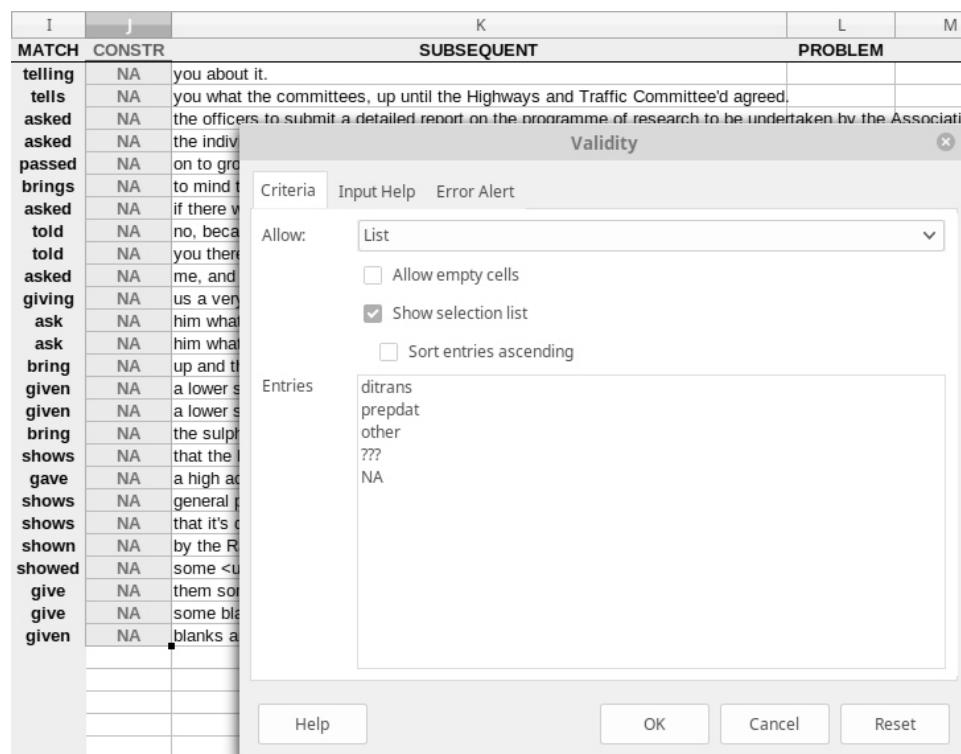 I J K L M
MATCH CONSTR SUBSEQUENT PROBLEM
telling NA you about it.
tells NA you what the committees, up until the Highways and Traffic Committee'd agreed.
asked NA the officers to submit a detailed report on the programme of research to be undertaken by the Associati
asked NA the indiv
passed NA on to gro
brings NA to mind t
asked NA if there w
told NA no, beca
told NA you there
asked NA me, and
giving NA us a very
ask NA him what
ask NA him what
bring NA up and th
given NA a lower s
given NA a lower s
bring NA the sulph
shows NA that the
gave NA a high ac
shows NA general p
shows NA that it's
shown NA by the R
showed NA some <u
give NA them sor
give NA some bla
given NA blanks a
Validity
Criteria Input Help Error Alert
Allow: List
Allow empty cells
Show selection list
Sort entries ascending
Entries ditrans
prepdat
other
???
NA
Help OK Cancel Reset